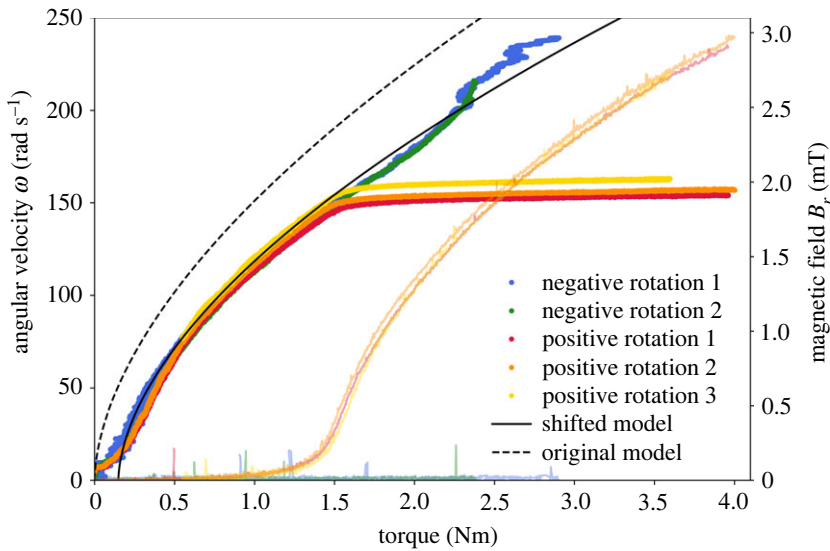 250
200
150
100
50
0
angular velocity ω (rad s⁻¹)
3.0
2.5
2.0
1.5
1.0
0.5
0
magnetic field Bᵣ (mT)
negative rotation 1
negative rotation 2
positive rotation 1
positive rotation 2
positive rotation 3
shifted model
original model
0 0.5 1.0 1.5 2.0 2.5 3.0 3.5 4.0
torque (Nm)